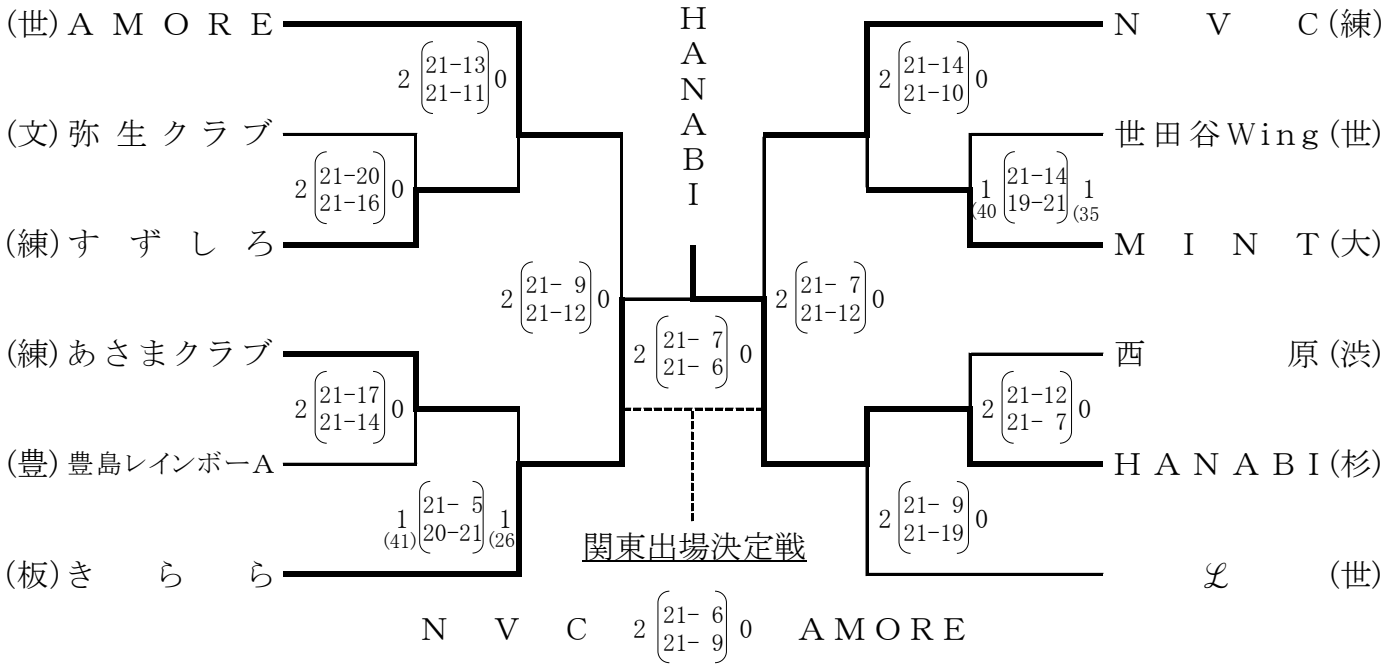 HANABI
(世) AMORE
2 21-13 0
21-11
(文) 弥生クラブ
2 21-20 0
21-16
(練) すずしろ
2 21- 9 0
21-12
(練) あさまクラブ
2 21-17 0
21-14
(豊) 豊島レインボーA
1 21- 5 1
(41) 20-21 (26
(板) きらら
NVC (練)
2 21-14 0
21-10
世田谷Wing (世)
1 21-14 1
(40 19-21 (35
MINT (大)
2 21- 7 0
21-12
西原 (渋)
2 21-12 0
21- 7
HANABI (杉)
2 21- 9 0
21-19
ℒ (世)
2 21- 7 0
21- 6
関東出場決定戦
NVC 2 21- 6 0 AMORE
21- 9